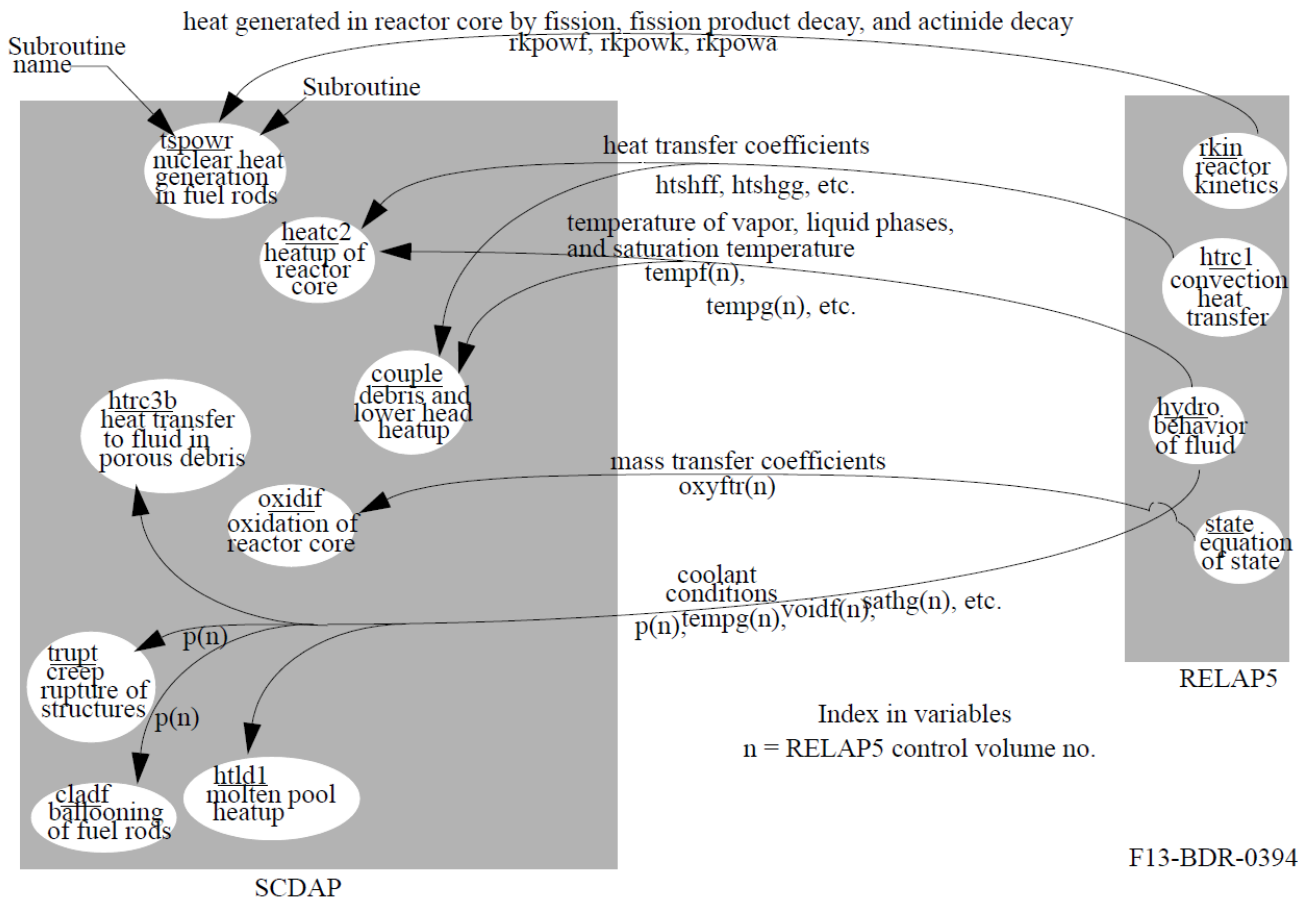 heat generated in reactor core by fission, fission product decay, and actinide decay
rkpowf, rkpowk, rkpowa
Subroutine
name
Subroutine
tspowr
nuclear heat
generation
in fuel rods
rkin
reactor
kinetics
heat transfer coefficients
htshff, htshgg, etc.
heatc2
heatup of
reactor
core
temperature of vapor, liquid phases,
and saturation temperature
tempf(n),
tempg(n), etc.
htrc1
convection
heat
transfer
couple
debris and
lower head
heatup
htrc3b
heat transfer
to fluid in
porous debris
hydro
behavior
of fluid
mass transfer coefficients
oxyftr(n)
oxidif
oxidation of
reactor core
state
equation
of state
coolant
conditions
p(n),tempg(n),voidf(n),sathg(n), etc.
p(n)
trupt
creep
rupture of
structures
p(n)
RELAP5
Index in variables
n = RELAP5 control volume no.
htld1
molten pool
heatup
cladf
ballooning
of fuel rods
F13-BDR-0394
SCDAP